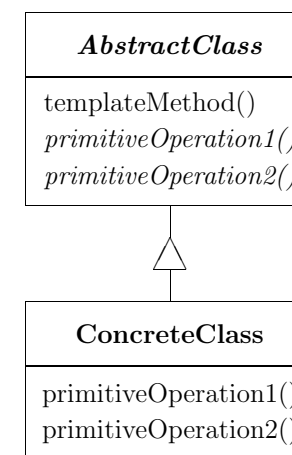 AbstractClass
templateMethod()
primitiveOperation1()
primitiveOperation2()
ConcreteClass
primitiveOperation1()
primitiveOperation2()